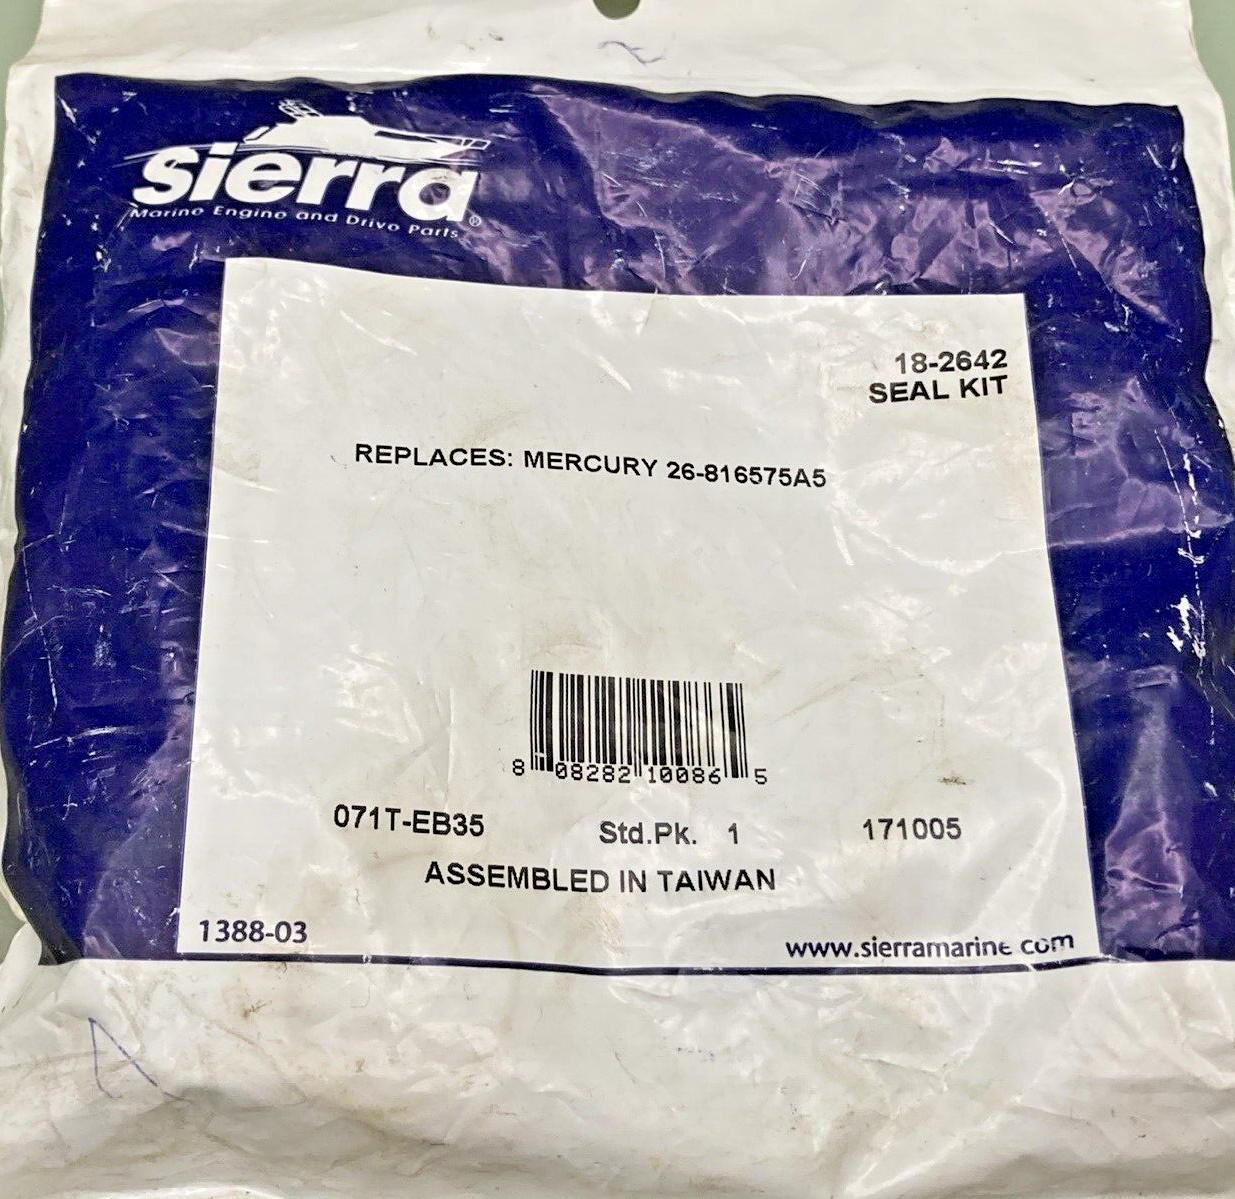 sierra®
Marine Engine and Drive Parts
18-2642
SEAL KIT
REPLACES: MERCURY 26-816575A5
8 08282 10086 5
071T-EB35 Std.Pk. 1 171005
ASSEMBLED IN TAIWAN
1388-03 www.sierramarine.com